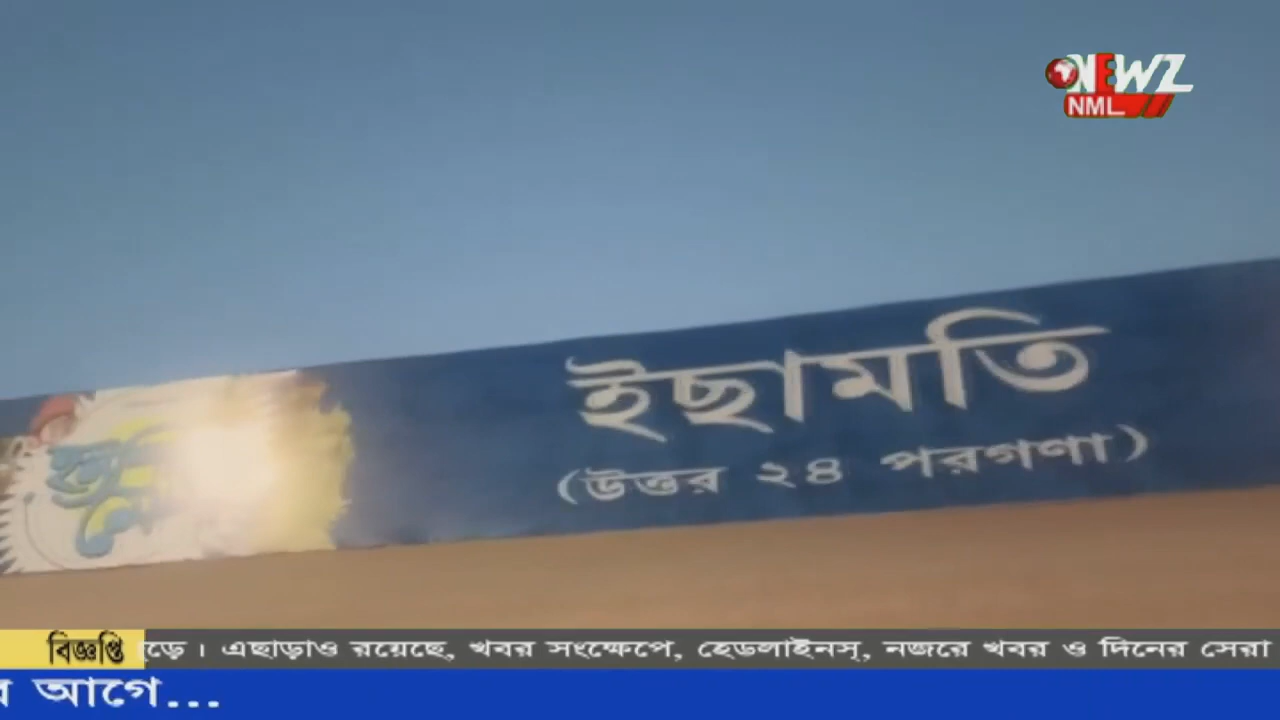 NEWZ
NML
ইছামতি
(উত্তর ২৪ পরগণা)
বিজ্ঞপ্তি
ড়ে । এছাড়াও রয়েছে, খবর সংক্ষেপে, হেডলাইনস্, নজরে খবর ও দিনের সেরা
র আগে...